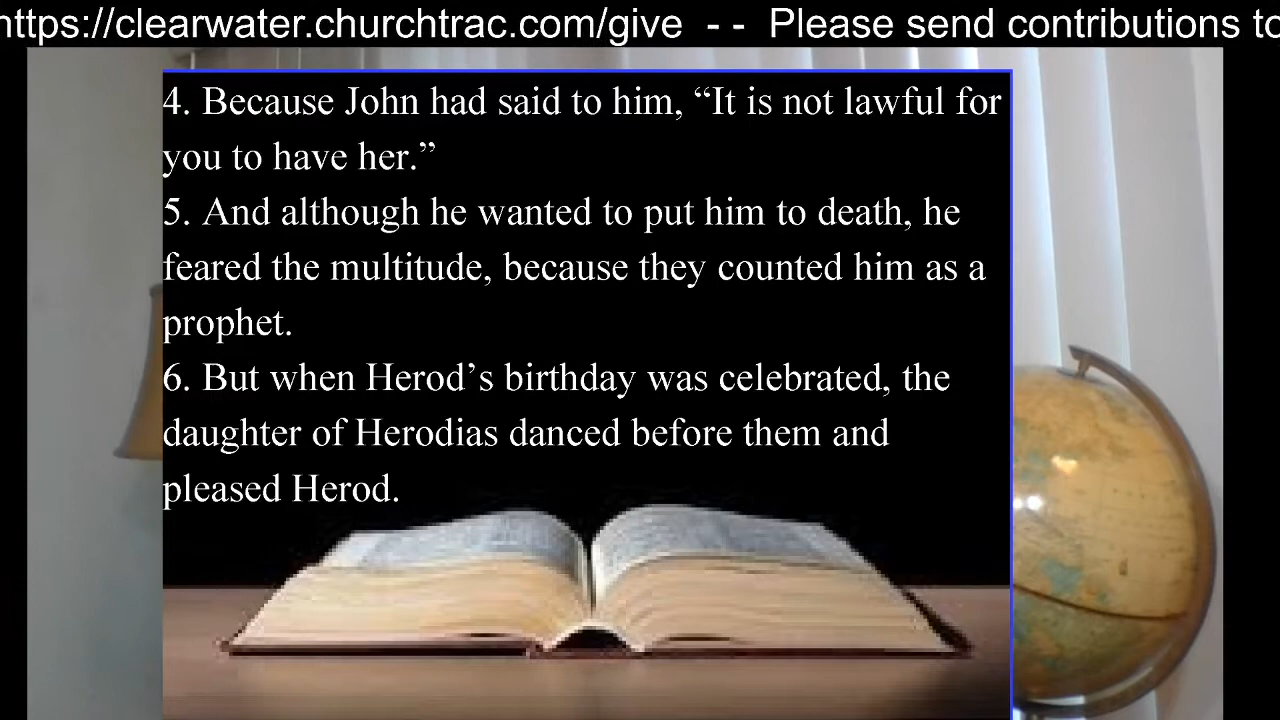 https://clearwater.churchtrac.com/give - - Please send contributions to
4. Because John had said to him, “It is not lawful for
you to have her.”
5. And although he wanted to put him to death, he
feared the multitude, because they counted him as a
prophet.
6. But when Herod’s birthday was celebrated, the
daughter of Herodias danced before them and
pleased Herod.